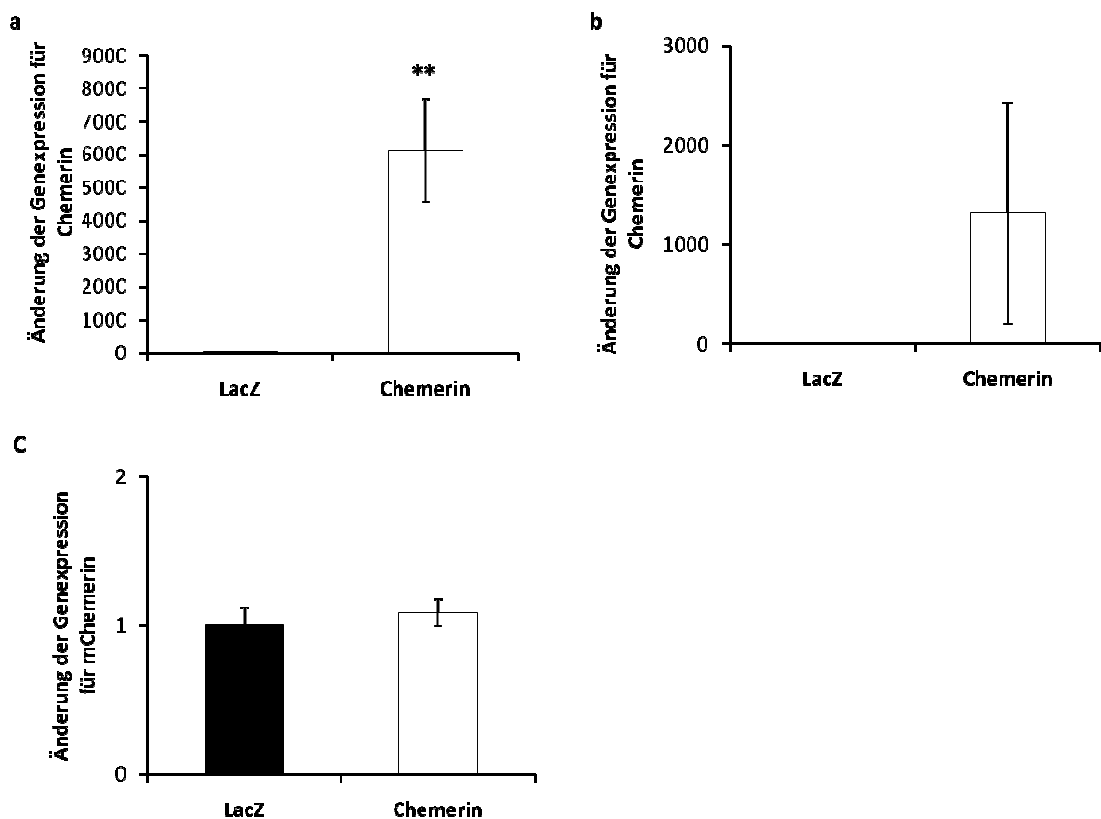 a
Änderung der Genexpression für
Chemerin
900C
800C
700C
600C
500C
400C
300C
200C
100C
0
**
LacZ
Chemerin
b
Änderung der Genexpression für
Chemerin
3000
2000
1000
0
LacZ
Chemerin
C
Änderung der Genexpression
für mChemerin
2
1
0
LacZ
Chemerin